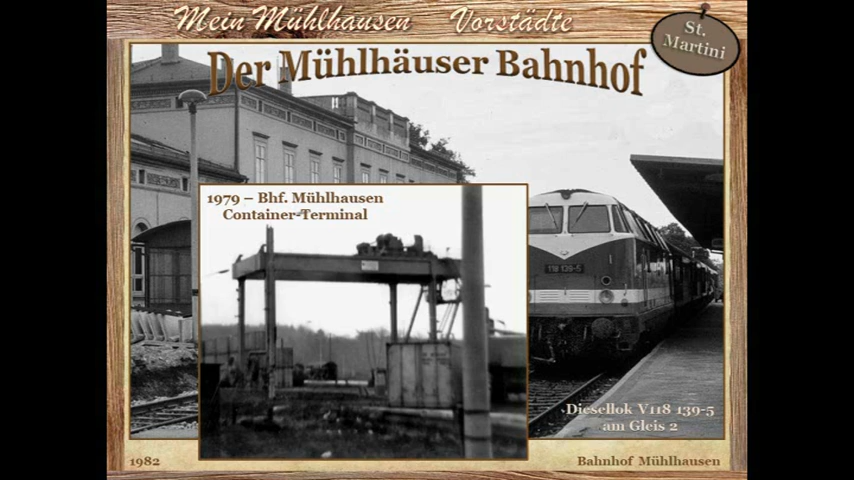 Mein Mühlhausen Vorstädte
St.
Martini
Der Mühlhäuser Bahnhof
1979 – Bhf. Mühlhausen
Container-Terminal
118 139-5
Diesellok V118 139-5
am Gleis 2
1982
Bahnhof Mühlhausen